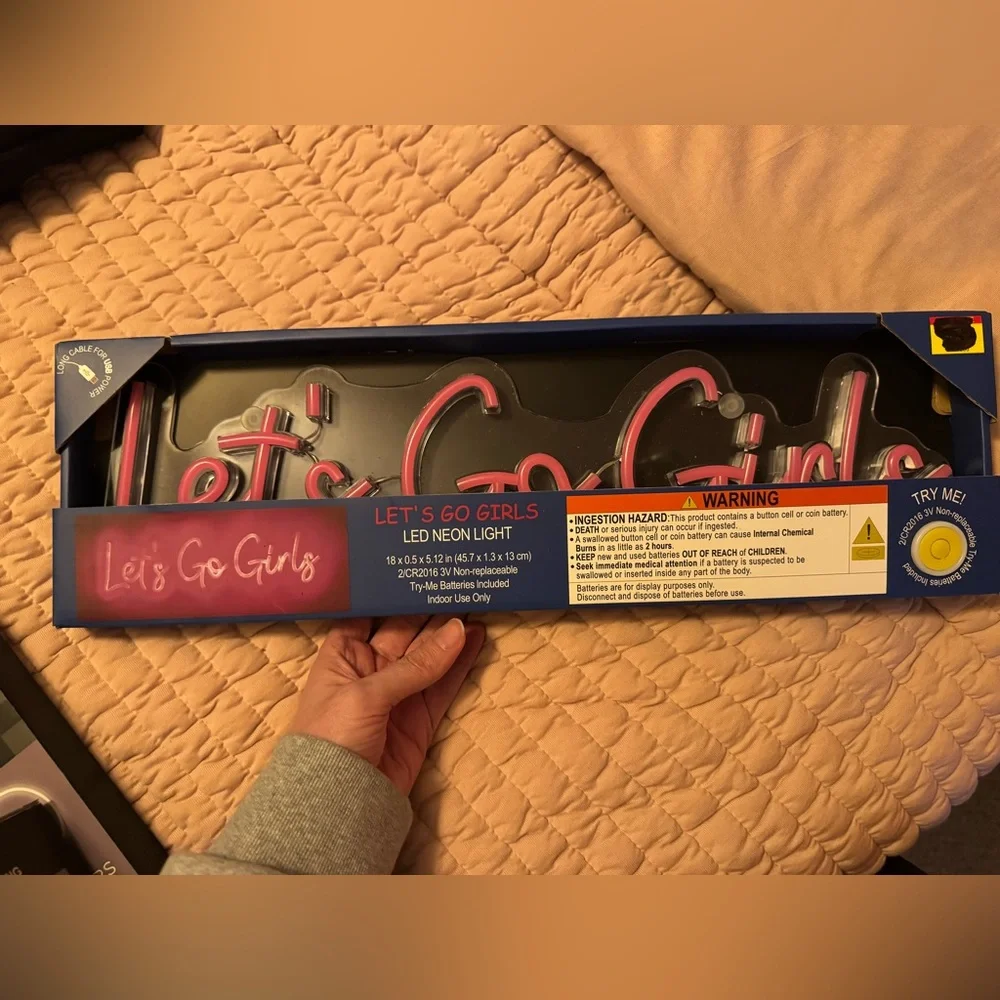 LONG CABLE FOR USB POWER
Let's Go Girls
Let's Go Girls
LET'S GO GIRLS
LED NEON LIGHT
18 x 0.5 x 5.12 in (45.7 x 1.3 x 13 cm)
2/CR2016 3V Non-replaceable
Try-Me Batteries Included
Indoor Use Only
WARNING
• INGESTION HAZARD: This product contains a button cell or coin battery.
• DEATH or serious injury can occur if ingested.
• A swallowed button cell or coin battery can cause Internal Chemical
Burns in as little as 2 hours.
• KEEP new and used batteries OUT OF REACH of CHILDREN.
• Seek immediate medical attention if a battery is suspected to be
swallowed or inserted inside any part of the body.
Batteries are for display purposes only.
Disconnect and dispose of batteries before use.
TRY ME!
2/CR2016 3V Non-replaceable
Try-Me Batteries Included